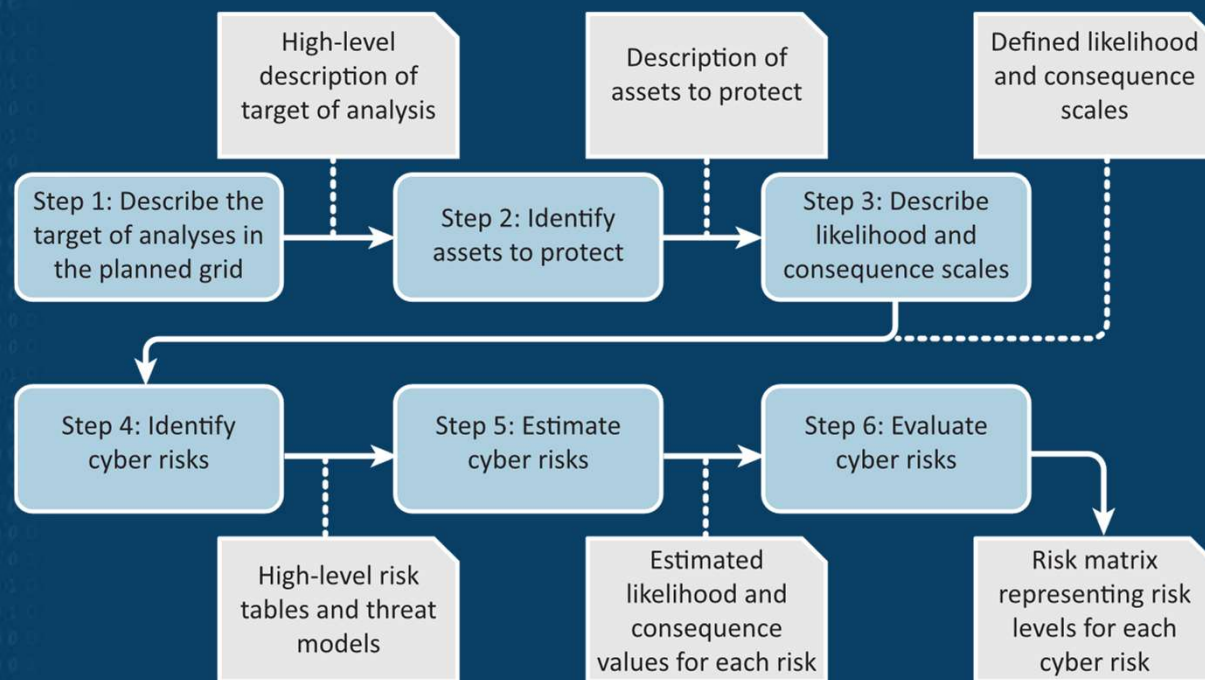 High-level
description of
target of analysis
Description of
assets to protect
Defined likelihood
and consequence
scales
Step 1: Describe the
target of analyses in
the planned grid
Step 2: Identify
assets to protect
Step 3: Describe
likelihood and
consequence scales
Step 4: Identify
cyber risks
Step 5: Estimate
cyber risks
Step 6: Evaluate
cyber risks
High-level risk
tables and threat
models
Estimated
likelihood and
consequence
values for each risk
Risk matrix
representing risk
levels for each
cyber risk